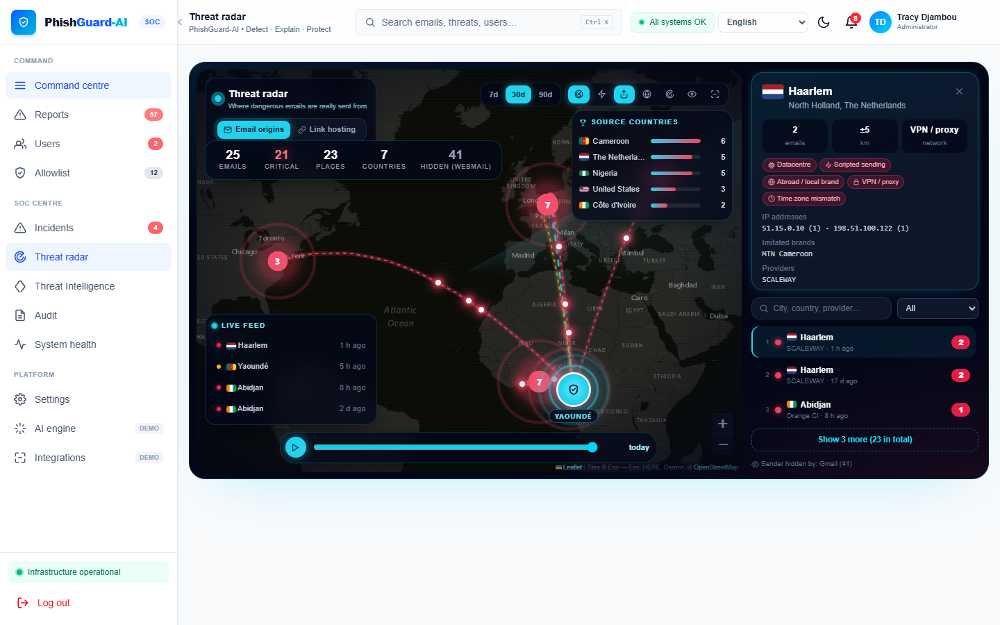 PhishGuard-AI SOC
COMMAND
Command centre
Reports 57
Users 2
Allowlist 12
SOC CENTRE
Incidents 4
Threat radar
Threat Intelligence
Audit
System health
PLATFORM
Settings
AI engine DEMO
Integrations DEMO
Infrastructure operational
Log out
Threat radar
PhishGuard-AI • Detect · Explain · Protect
Search emails, threats, users... Ctrl K
All systems OK
English
8
TD
Tracy Djambou
Administrator
Threat radar
Where dangerous emails are really sent from
Email origins Link hosting
25 21 23 7 41
EMAILS CRITICAL PLACES COUNTRIES HIDDEN (WEBMAIL)
7d 30d 90d
SOURCE COUNTRIES
Cameroon 6
The Netherla... 5
Nigeria 5
United States 3
Côte d'Ivoire 2
UNITED
KINGDOM
7
Paris
FRANCE
Milan
ITALY
Toronto
Chicago
3
ED STATES
Madrid
Istanbul
GREECE
TURKEY
Baghdad
IRAN
Cairo
ALGERIA
LIBYA
EGYPT
SAUDI ARABIA
Dubai
Atlantic
Ocean
MALI
NIGER
CHAD
SUDAN
ETHIOPIA
7
YAOUNDÉ
DR CONGO
TANZANIA
PERU
LIVE FEED
Haarlem 1 h ago
Yaoundé 5 h ago
Abidjan 8 h ago
Abidjan 2 d ago
today
+
−
Leaflet | Tiles © Esri — Esri, HERE, Garmin, © OpenStreetMap
Haarlem
North Holland, The Netherlands
2 ±5 VPN / proxy
emails km network
Datacentre Scripted sending
Abroad / local brand VPN / proxy
Time zone mismatch
IP addresses
51.15.0.10 (1) · 198.51.100.122 (1)
Imitated brands
MTN Cameroon
Providers
SCALEWAY
City, country, provider... All
1 Haarlem 2
SCALEWAY · 1 h ago
2 Haarlem 2
SCALEWAY · 17 d ago
3 Abidjan 1
Orange CI · 8 h ago
Show 3 more (23 in total)
Sender hidden by: Gmail (41)